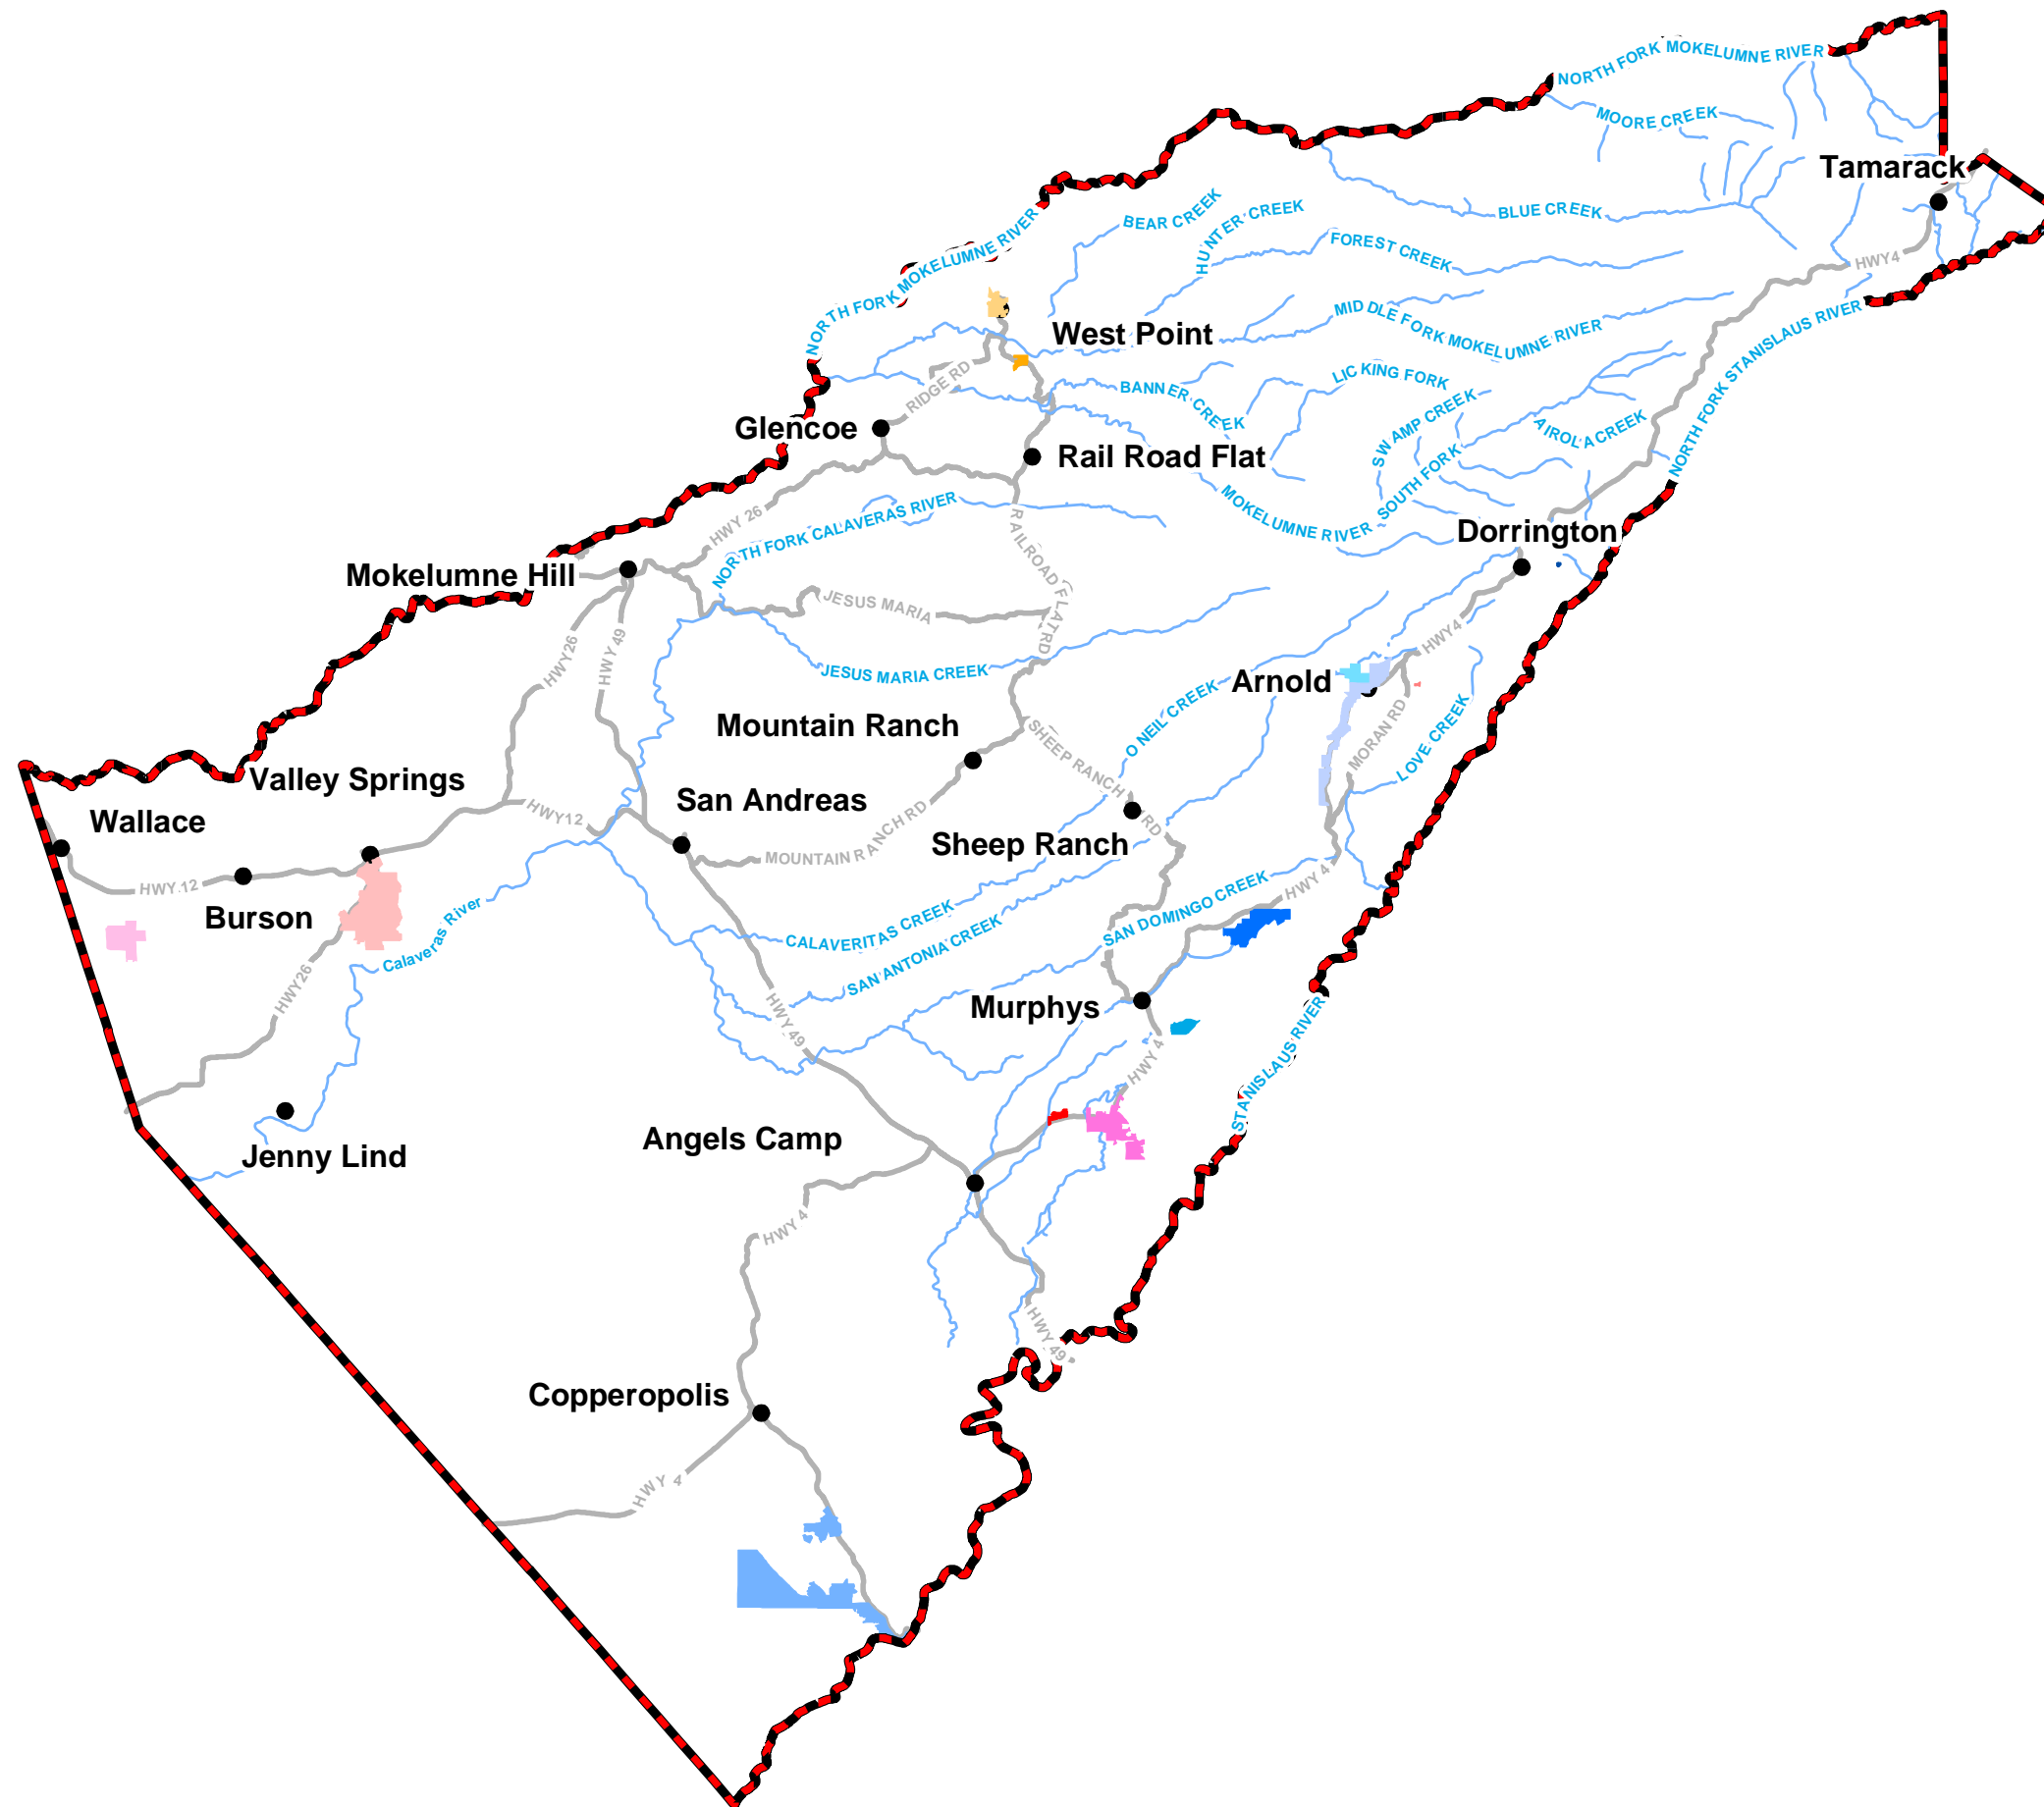 NORTH FORK MOKELUMNE RIVER
MOORE CREEK
Tamarack
BEAR CREEK
HUNTER CREEK
BLUE CREEK
NORTH FORK MOKELUMNE RIVER
FOREST CREEK
HWY4
West Point
MIDDLE FORK MOKELUMNE RIVER
NORTH FORK STANISLAUS RIVER
RIDGE RD
BANNER CREEK
LICKING FORK
SWAMP CREEK
AIROLA CREEK
Glencoe
Rail Road Flat
SOUTH FORK
MOKELUMNE RIVER
HWY 26
NORTH FORK CALAVERAS RIVER
RAILROAD FLAT RD
Dorrington
Mokelumne Hill
JESUS MARIA
HWY26
HWY 49
HWY4
JESUS MARIA CREEK
Arnold
O NEIL CREEK
MORAN RD
LOVE CREEK
Mountain Ranch
SHEEP RANCH RD
Valley Springs
San Andreas
HWY12
Wallace
MOUNTAIN RANCH RD
Sheep Ranch
HWY 12
Burson
Calaveras River
CALAVERITAS CREEK
SAN DOMINGO CREEK
HWY 4
SAN ANTONIA CREEK
HWY26
HWY 49
Murphys
STANISLAUS RIVER
HWY 4
Jenny Lind
Angels Camp
HWY 4
HWY 49
Copperopolis
HWY 4